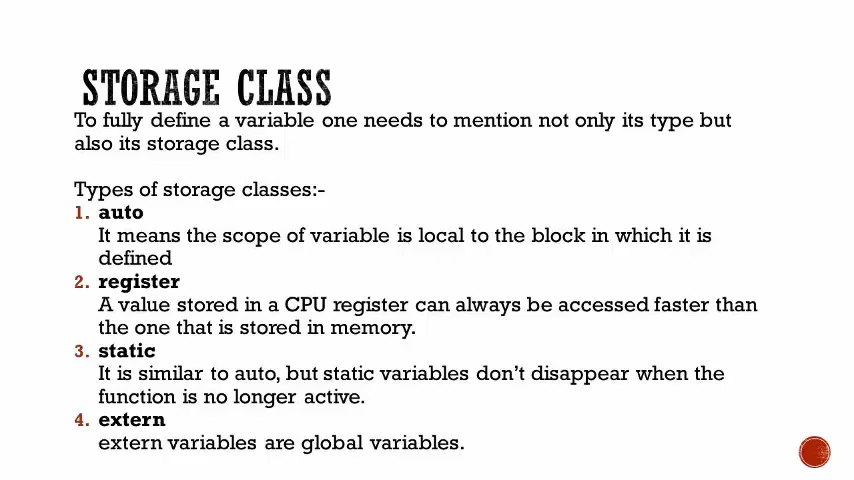 STORAGE CLASS
To fully define a variable one needs to mention not only its type but
also its storage class.
Types of storage classes:-
1. auto
It means the scope of variable is local to the block in which it is
defined
2. register
A value stored in a CPU register can always be accessed faster than
the one that is stored in memory.
3. static
It is similar to auto, but static variables don't disappear when the
function is no longer active.
4. extern
extern variables are global variables.